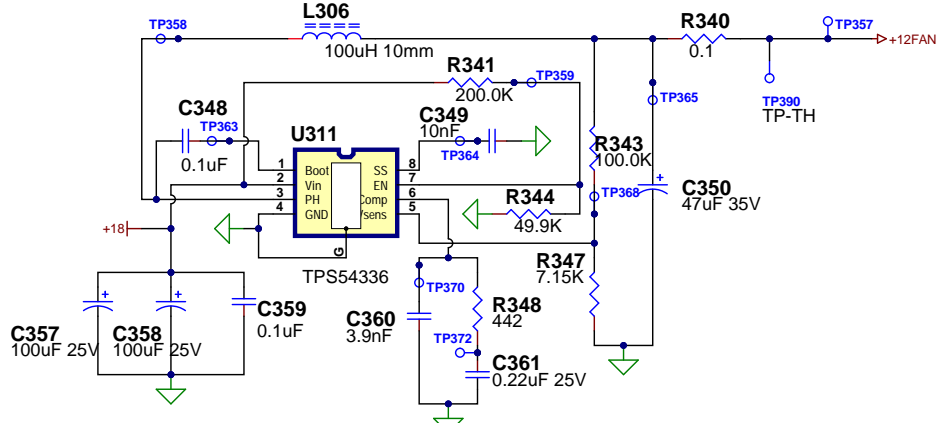 L306
TP358
100uH 10mm
R340
0.1
TP357
+12FAN
R341
200.0K
TP359
TP365
TP390
TP-TH
C348
TP363
0.1uF
U311
C349
10nF
TP364
R343
100.0K
1 Boot
2 Vin
3 PH
4 GND
SS 8
EN 7
Comp 6
Vsens 5
G
TPS54336
R344
49.9K
TP368
C350
47uF 35V
+18
R347
7.15K
C357
100uF 25V
C358
100uF 25V
C359
0.1uF
TP370
C360
3.9nF
R348
442
TP372
C361
0.22uF 25V